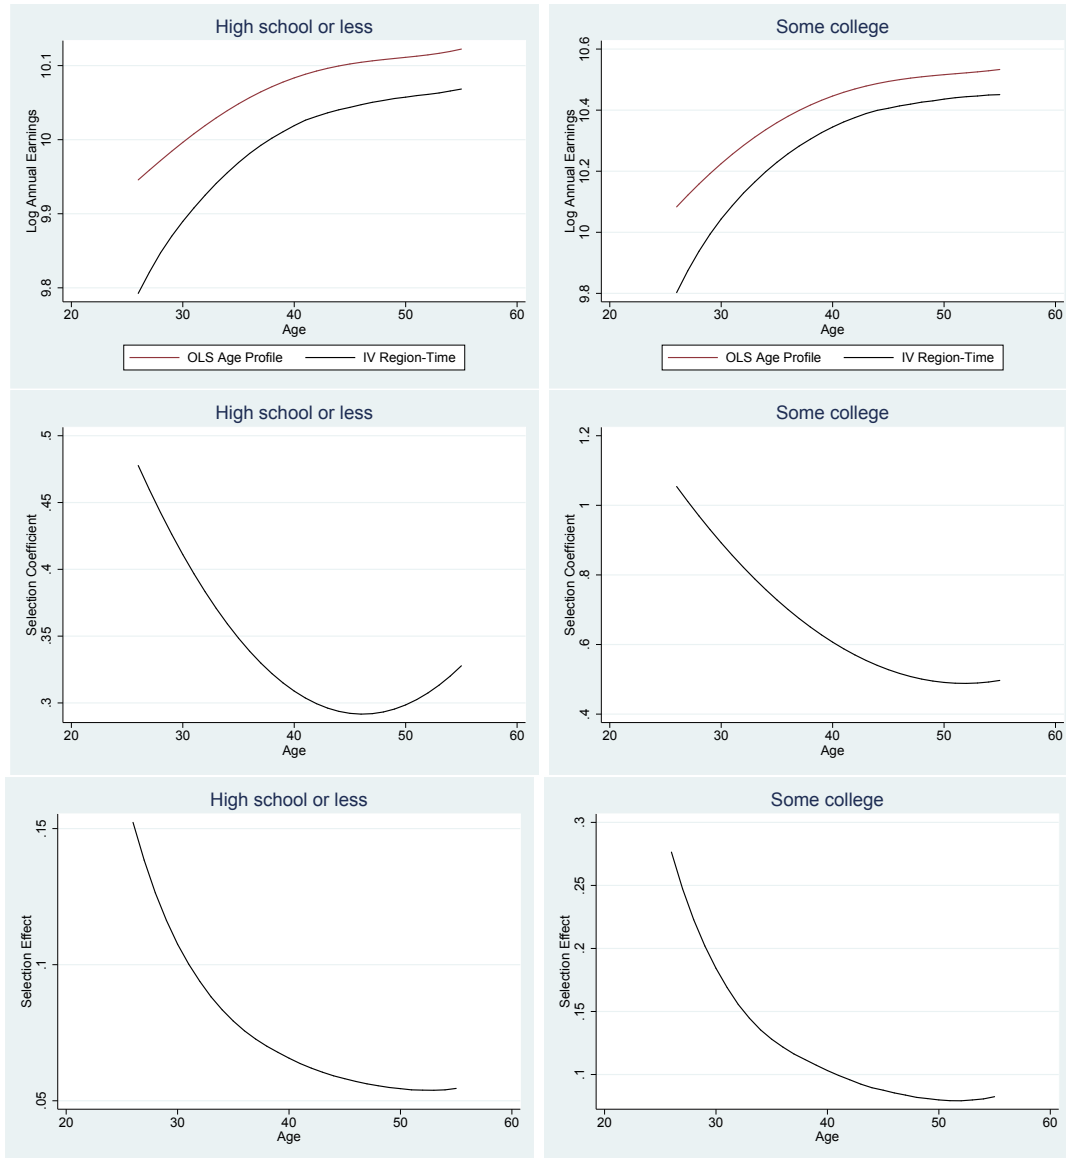 High school or less
Log Annual Earnings
10.1
10
9.9
9.8
20 30 40 50 60
Age
OLS Age Profile IV Region-Time
Some college
Log Annual Earnings
10.6
10.4
10.2
10
9.8
20 30 40 50 60
Age
OLS Age Profile IV Region-Time
High school or less
Selection Coefficient
.5
.45
.4
.35
.3
20 30 40 50 60
Age
Some college
Selection Coefficient
1.2
1
.8
.6
.4
20 30 40 50 60
Age
High school or less
Selection Effect
.15
.1
.05
20 30 40 50 60
Age
Some college
Selection Effect
.3
.25
.2
.15
.1
20 30 40 50 60
Age